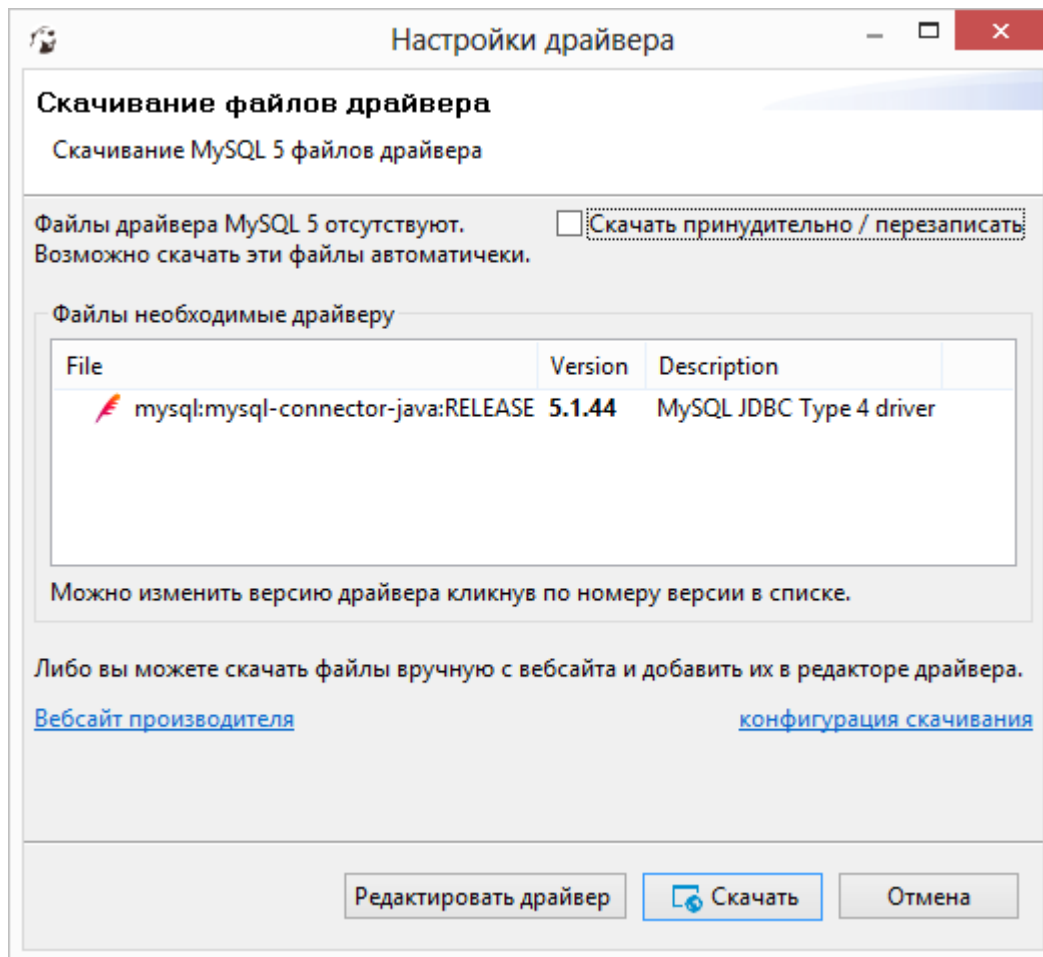 Настройки драйвера
Скачивание файлов драйвера
Скачивание MySQL 5 файлов драйвера
Файлы драйвера MySQL 5 отсутствуют.
Возможно скачать эти файлы автоматичеки.
Скачать принудительно / перезаписать
Файлы необходимые драйверу
File Version Description
mysql:mysql-connector-java:RELEASE 5.1.44 MySQL JDBC Type 4 driver
Можно изменить версию драйвера кликнув по номеру версии в списке.
Либо вы можете скачать файлы вручную с вебсайта и добавить их в редакторе драйвера.
Вебсайт производителя конфигурация скачивания
Редактировать драйвер Скачать Отмена